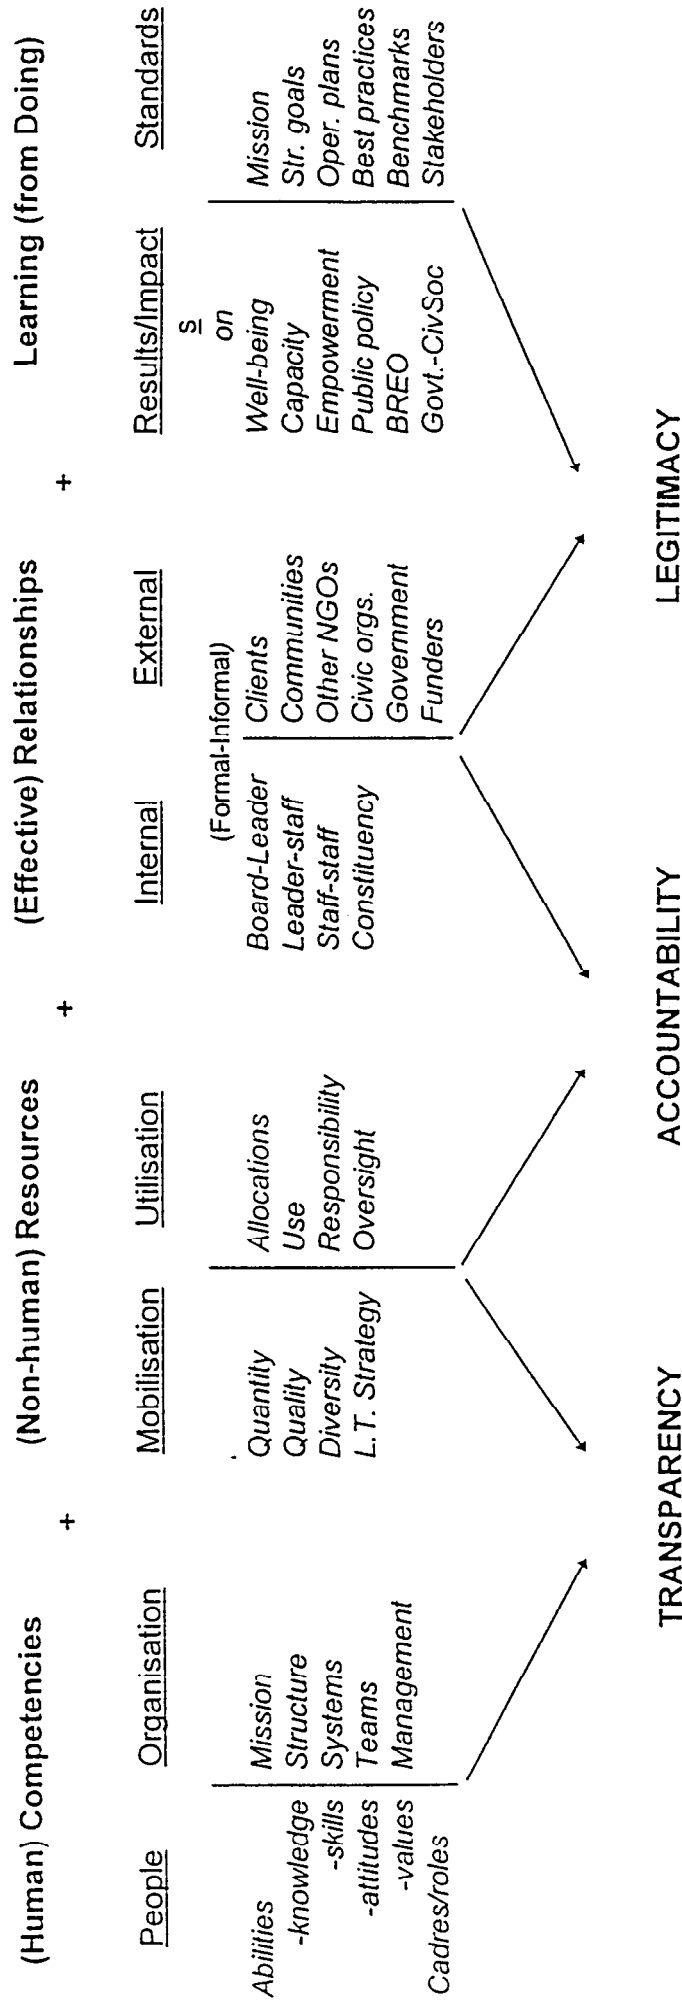 (Human) Competencies + (Non-human) Resources + (Effective) Relationships + Learning (from Doing)
People Organisation Mobilisation Utilisation Internal External Results/Impact Standards
s
(Formal-Informal) on
Abilities Mission Quantity Allocations Board-Leader Clients Well-being Mission
-knowledge Structure Quality Use Leader-staff Communities Capacity Str. goals
-skills Systems Diversity Responsibility Staff-staff Other NGOs Empowerment Oper. plans
-attitudes Teams L.T. Strategy Oversight Constituency Civic orgs. Public policy Best practices
-values Management Government BREO Benchmarks
Cadres/roles Funders Govt.-CivSoc Stakeholders
TRANSPARENCY ACCOUNTABILITY LEGITIMACY